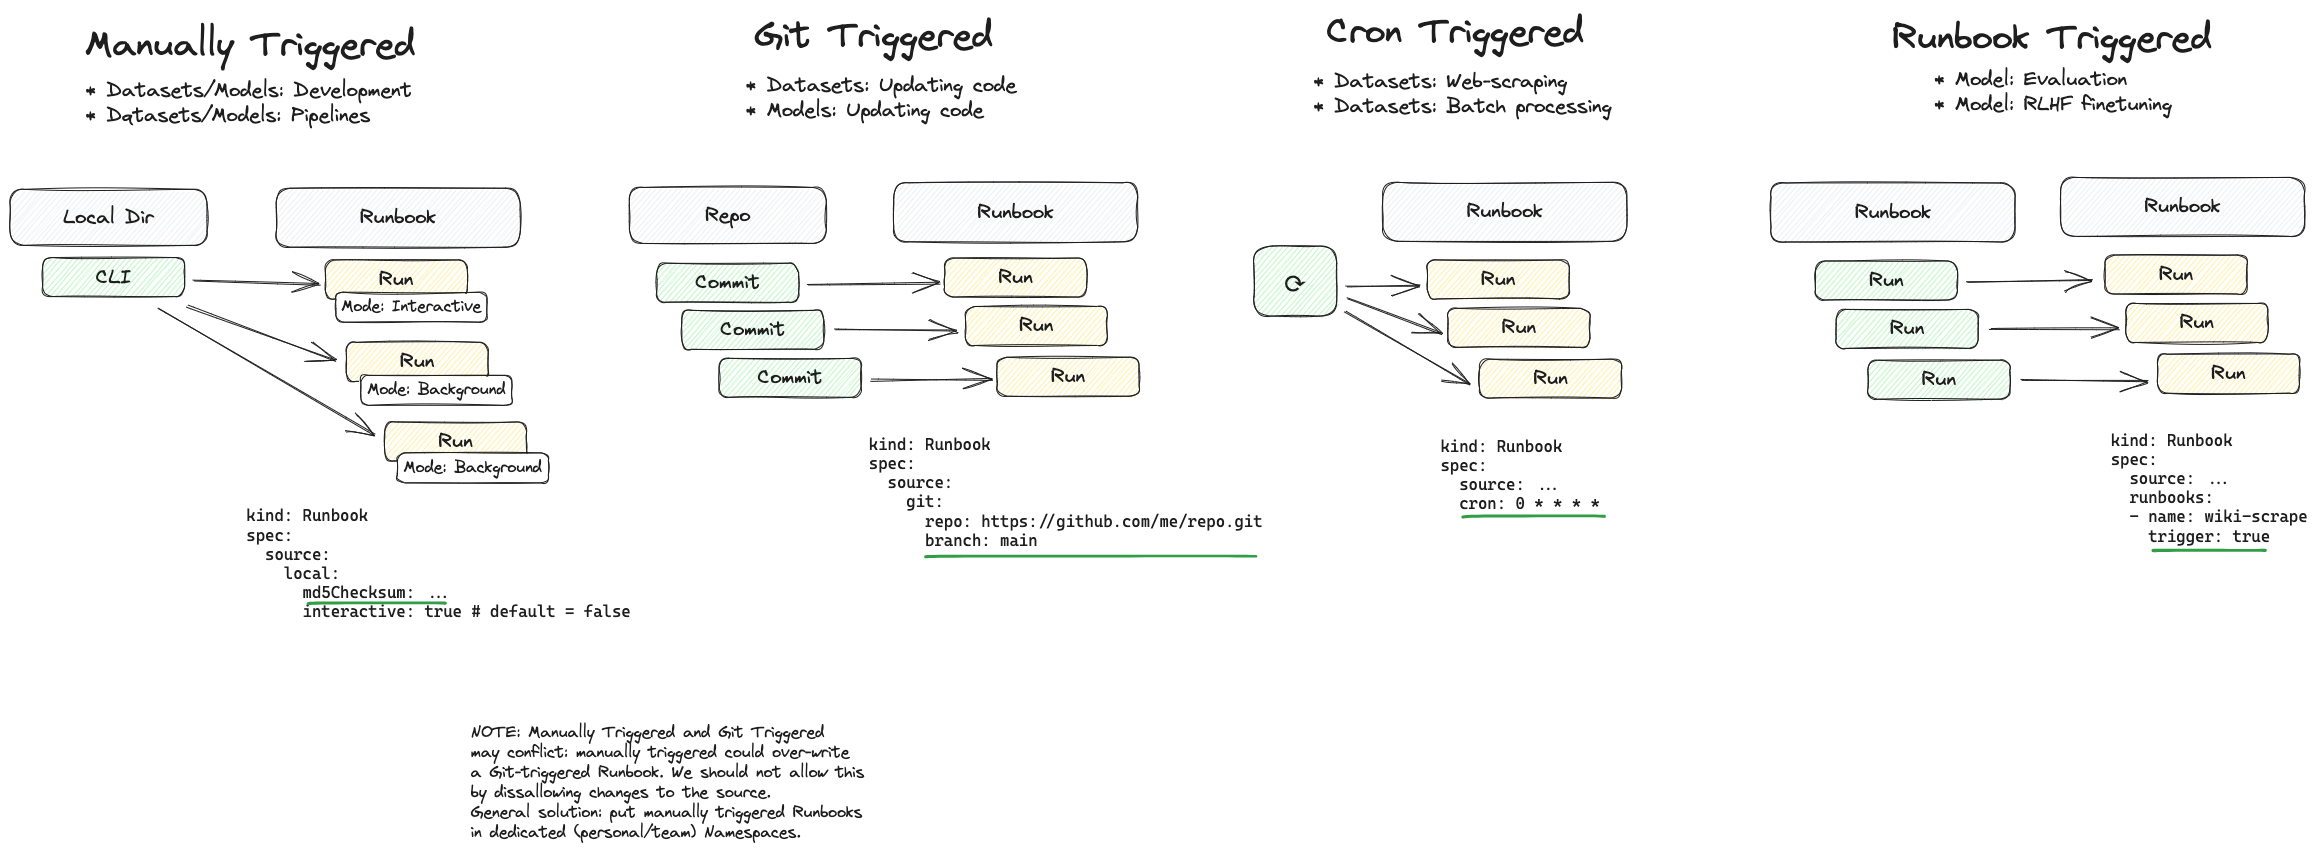 Manually Triggered
* Datasets/Models: Development
* Datasets/Models: Pipelines
Local Dir
Runbook
CLI
Run
Mode: Interactive
Run
Mode: Background
Run
Mode: Background
kind: Runbook
spec:
  source:
    local:
      md5Checksum: ...
      interactive: true # default = false
Git Triggered
* Datasets: Updating code
* Models: Updating code
Repo
Runbook
Commit
Run
Commit
Run
Commit
Run
kind: Runbook
spec:
  source:
    git:
      repo: https://github.com/me/repo.git
      branch: main
Cron Triggered
* Datasets: Web-scraping
* Datasets: Batch processing
Runbook
⟳
Run
Run
Run
kind: Runbook
spec:
  source: ...
  cron: 0 * * * *
Runbook Triggered
* Model: Evaluation
* Model: RLHF finetuning
Runbook
Runbook
Run
Run
Run
Run
Run
Run
kind: Runbook
spec:
  source: ...
  runbooks:
  - name: wiki-scrape
    trigger: true
NOTE: Manually Triggered and Git Triggered
may conflict: manually triggered could over-write
a Git-triggered Runbook. We should not allow this
by dissallowing changes to the source.
General solution: put manually triggered Runbooks
in dedicated (personal/team) Namespaces.